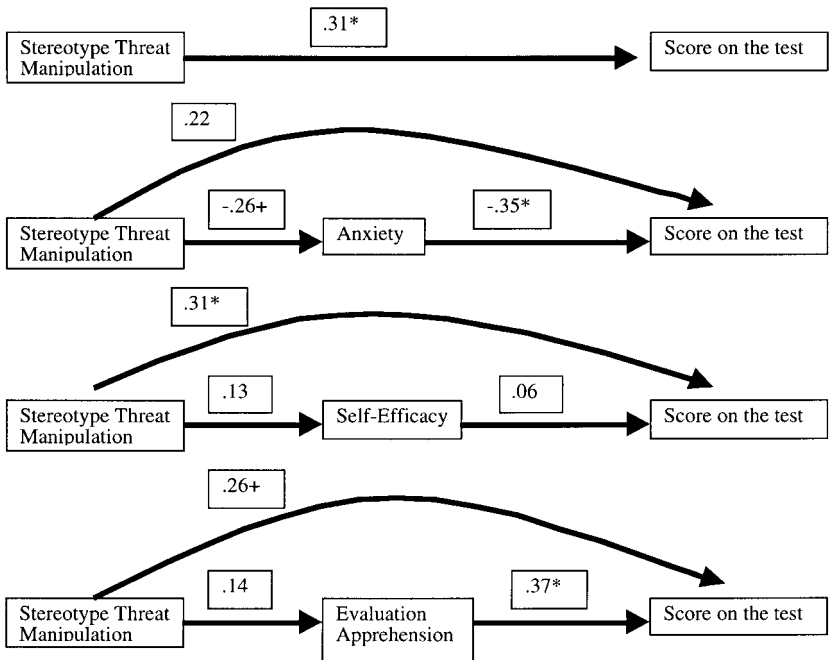 .31*
Stereotype Threat
Manipulation
Score on the test
.22
-.26+
-.35*
Stereotype Threat
Manipulation
Anxiety
Score on the test
.31*
.13
.06
Stereotype Threat
Manipulation
Self-Efficacy
Score on the test
.26+
.14
.37*
Stereotype Threat
Manipulation
Evaluation
Apprehension
Score on the test